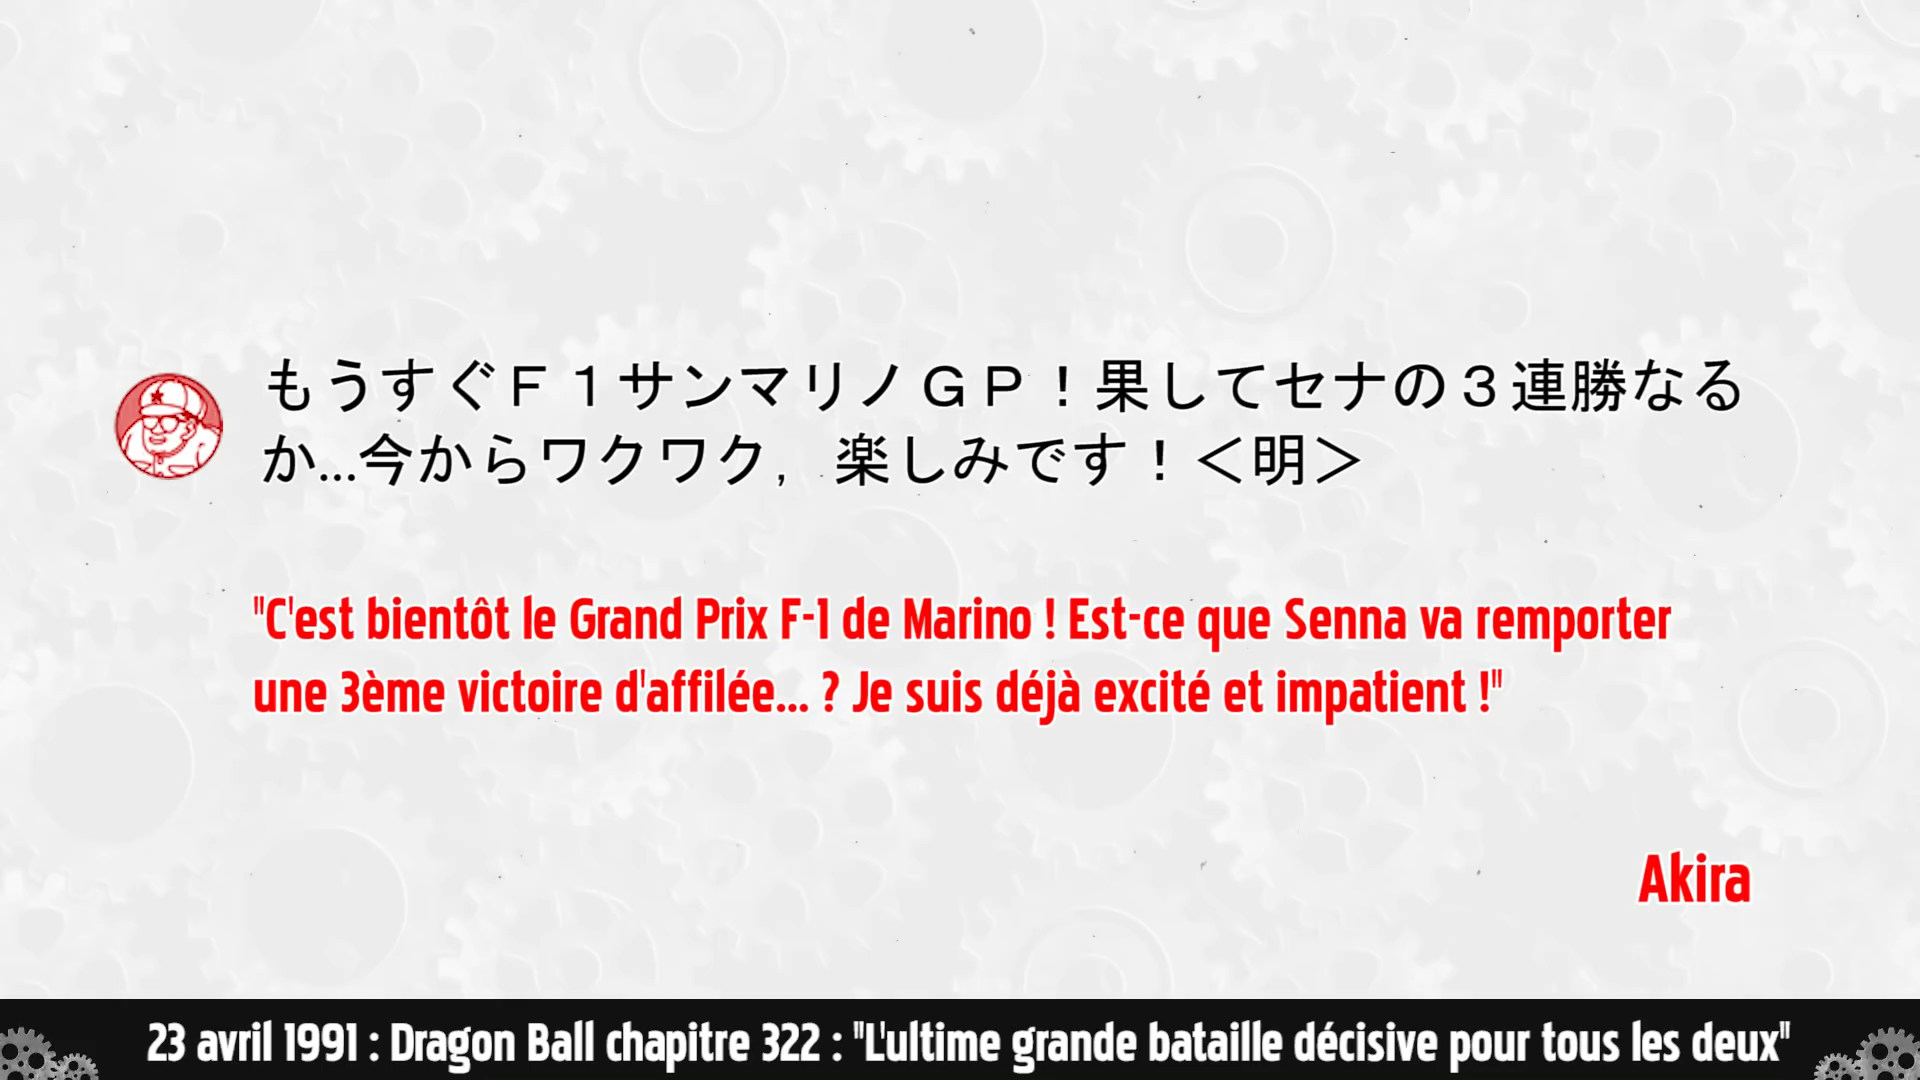 もうすぐＦ１サンマリノＧＰ！果してセナの３連勝なる
か...今からワクワク，楽しみです！＜明＞
"C'est bientôt le Grand Prix F-1 de Marino ! Est-ce que Senna va remporter
une 3ème victoire d'affilée... ? Je suis déjà excité et impatient !"
Akira
23 avril 1991 : Dragon Ball chapitre 322 : "L'ultime grande bataille décisive pour tous les deux"